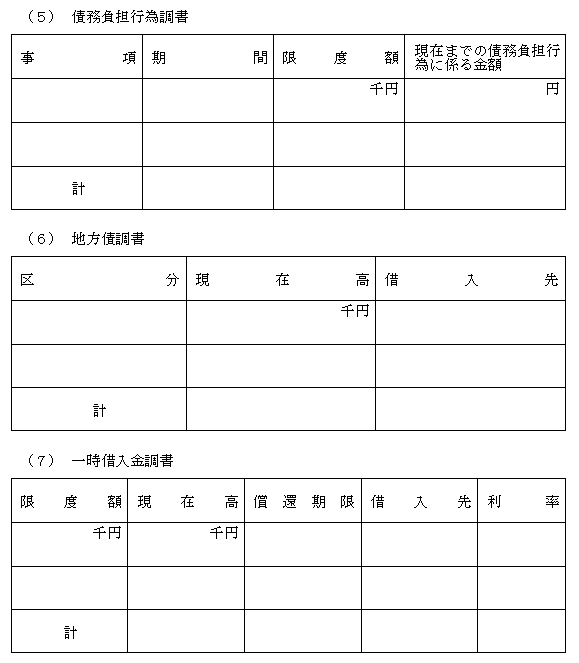 （５）　債務負担行為調書
事項　期間　限度額　現在までの債務負担行
為に係る金額
千円　円
計
（６）　地方債調書
区分　現在高　借入先
千円
計
（７）　一時借入金調書
限度額　現在高　償還期限　借入先　利率
千円　千円
計